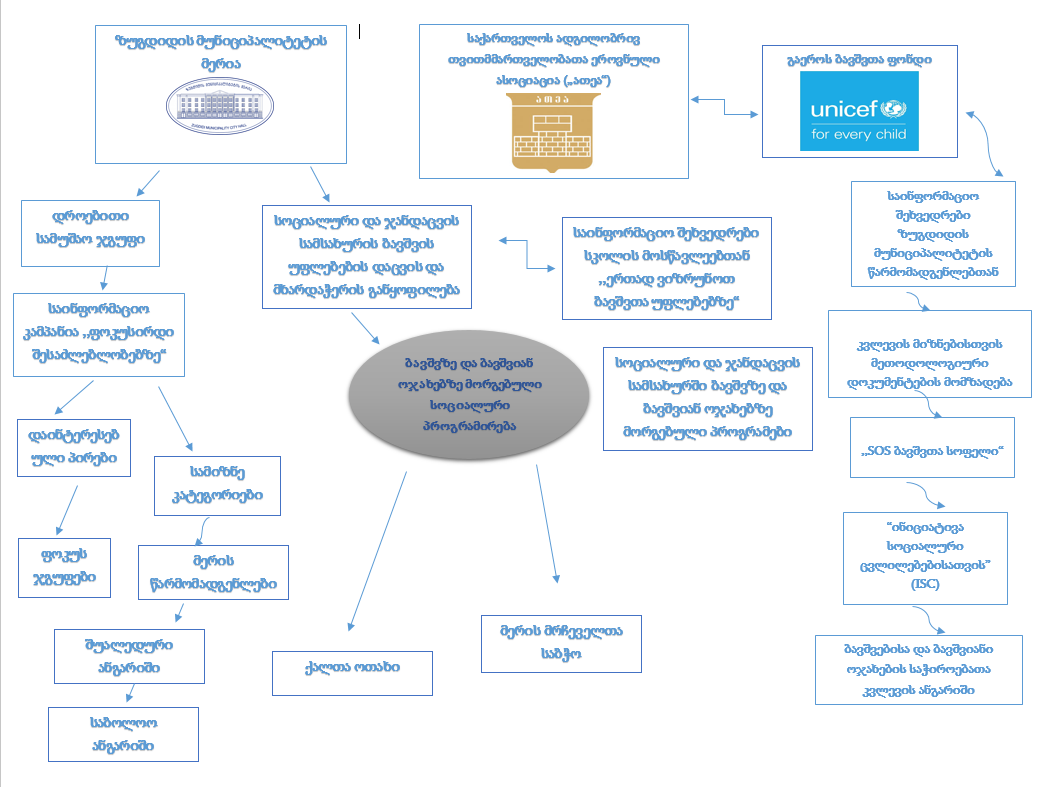 ზუგდიდის მუნიციპალიტეტის
მერია
ZUGDIDI MUNICIPALITY CITY HALL
საქართველოს ადგილობრივ
თვითმმართველობათა ეროვნული
ასოციაცია („ათეა“)
ათეა
გაეროს ბავშვთა ფონდი
unicef
for every child
დროებითი
სამუშაო ჯგუფი
სოციალური და ჯანდაცვის
სამსახურის ბავშვის
უფლებების დაცვის და
მხარდაჭერის განყოფილება
საინფორმაციო შეხვედრები
სკოლის მოსწავლეებთან
,,ერთად ვიზრუნოთ
ბავშვთა უფლებებზე“
საინფორმაციო
შეხვედრები
ზუგდიდის
მუნიციპალიტეტის
წარმომადგენლებთან
საინფორმაციო
კამპანია ,,ფოკუსირდი
შესაძლებლობებზე“
ბავშვზე და ბავშვიან
ოჯახებზე მორგებული
სოციალური
პროგრამირება
სოციალური და ჯანდაცვის
სამსახურში ბავშვზე და
ბავშვიან ოჯახებზე
მორგებული პროგრამები
კვლევის მიზნებისთვის
მეთოდოლოგიური
დოკუმენტების მომზადება
დაინტერესებ
ული პირები
სამიზნე
კატეგორიები
,,SOS ბავშვთა სოფელი“
ფოკუს
ჯგუფები
მერის
წარმომადგენლები
“ინიციატივა
სოციალური
ცვლილებებისათვის”
(ISC)
შუალედური
ანგარიში
ქალთა ოთახი
მერის მრჩეველთა
საბჭო
ბავშვებისა და ბავშვიანი
ოჯახების საჭიროებათა
კვლევის ანგარიში
საბოლოო
ანგარიში